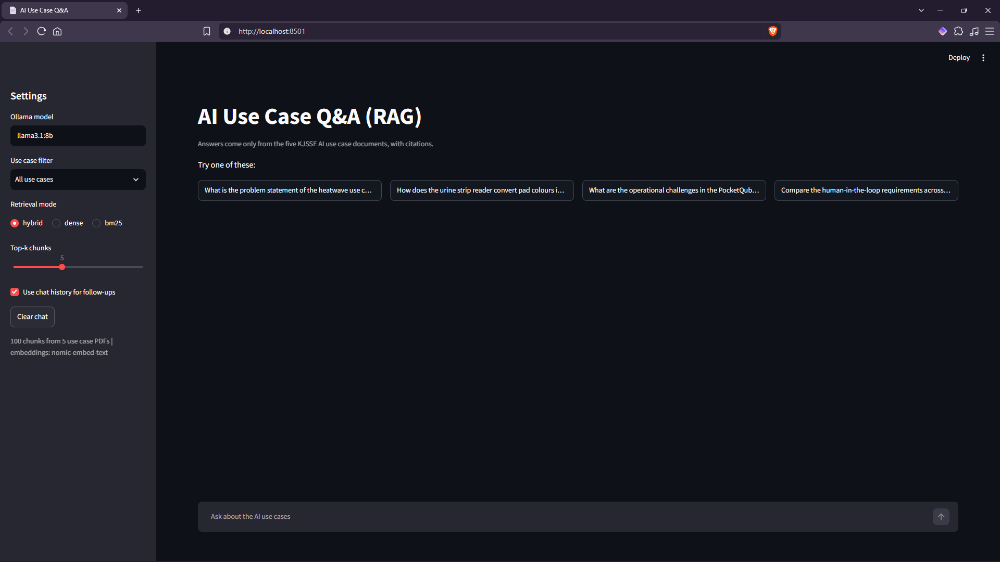 AI Use Case Q&A
http://localhost:8501
Deploy
Settings
Ollama model
llama3.1:8b
Use case filter
All use cases
Retrieval mode
hybrid dense bm25
Top-k chunks
5
Use chat history for follow-ups
Clear chat
100 chunks from 5 use case PDFs |
embeddings: nomic-embed-text
AI Use Case Q&A (RAG)
Answers come only from the five KJSSE AI use case documents, with citations.
Try one of these:
What is the problem statement of the heatwave use c...
How does the urine strip reader convert pad colours i...
What are the operational challenges in the PocketQub...
Compare the human-in-the-loop requirements across...
Ask about the AI use cases